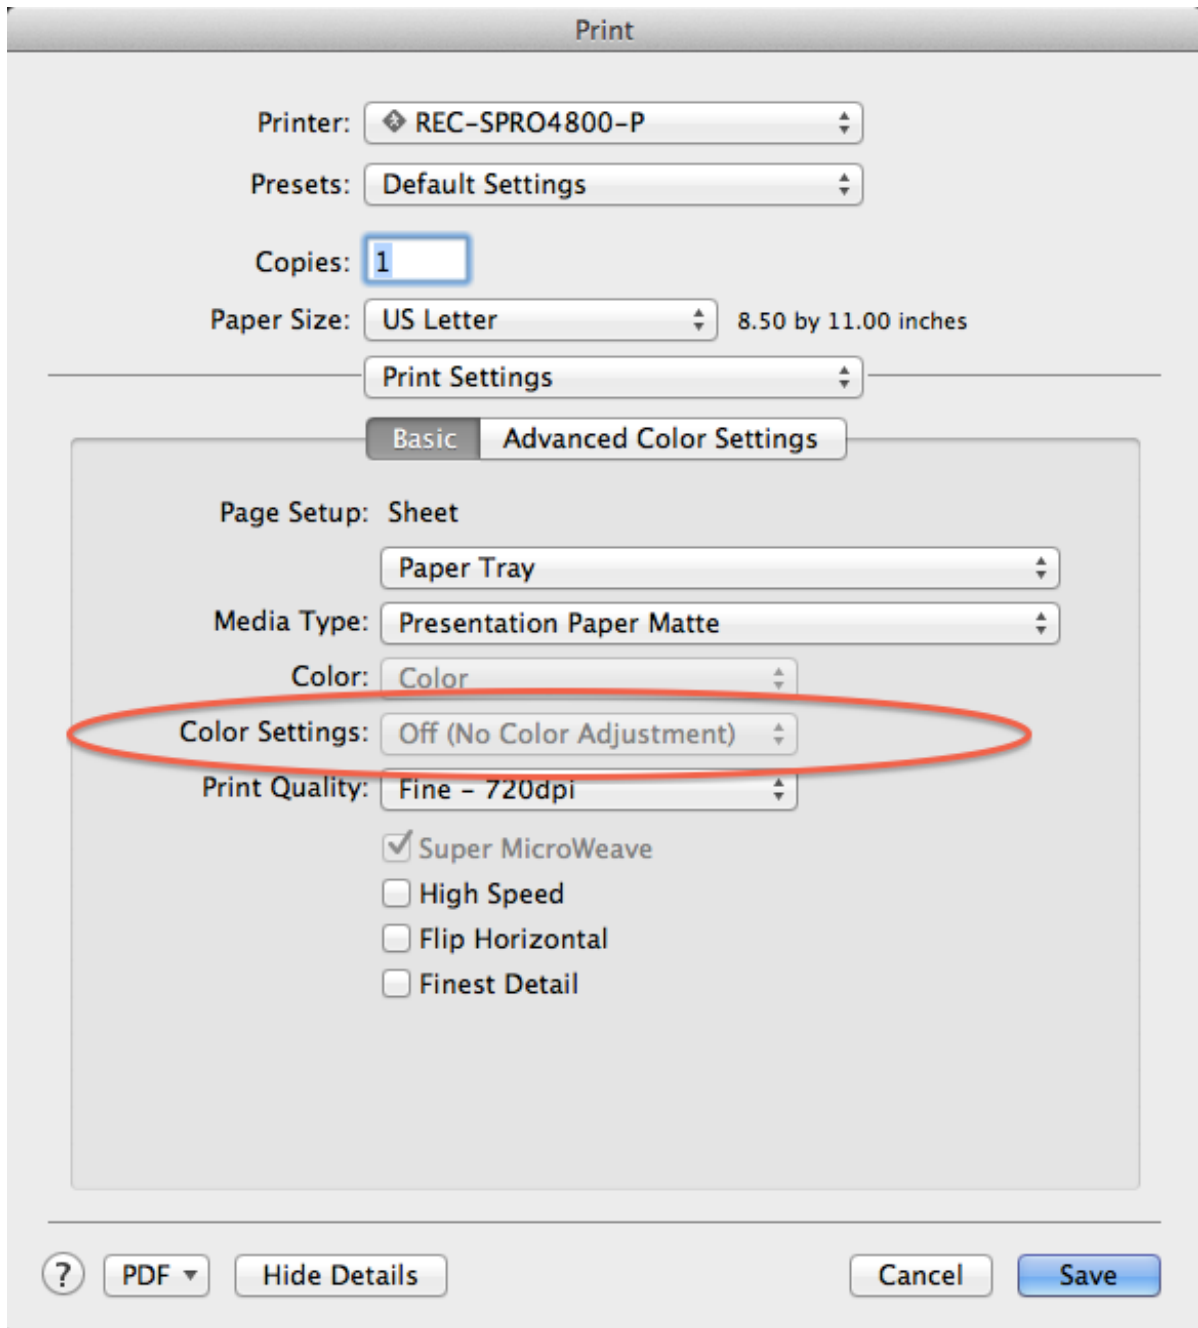 Print
Printer: REC-SPRO4800-P
Presets: Default Settings
Copies: 1
Paper Size: US Letter 8.50 by 11.00 inches
Print Settings
Basic Advanced Color Settings
Page Setup: Sheet
Paper Tray
Media Type: Presentation Paper Matte
Color: Color
Color Settings: Off (No Color Adjustment)
Print Quality: Fine – 720dpi
Super MicroWeave
High Speed
Flip Horizontal
Finest Detail
? PDF Hide Details Cancel Save